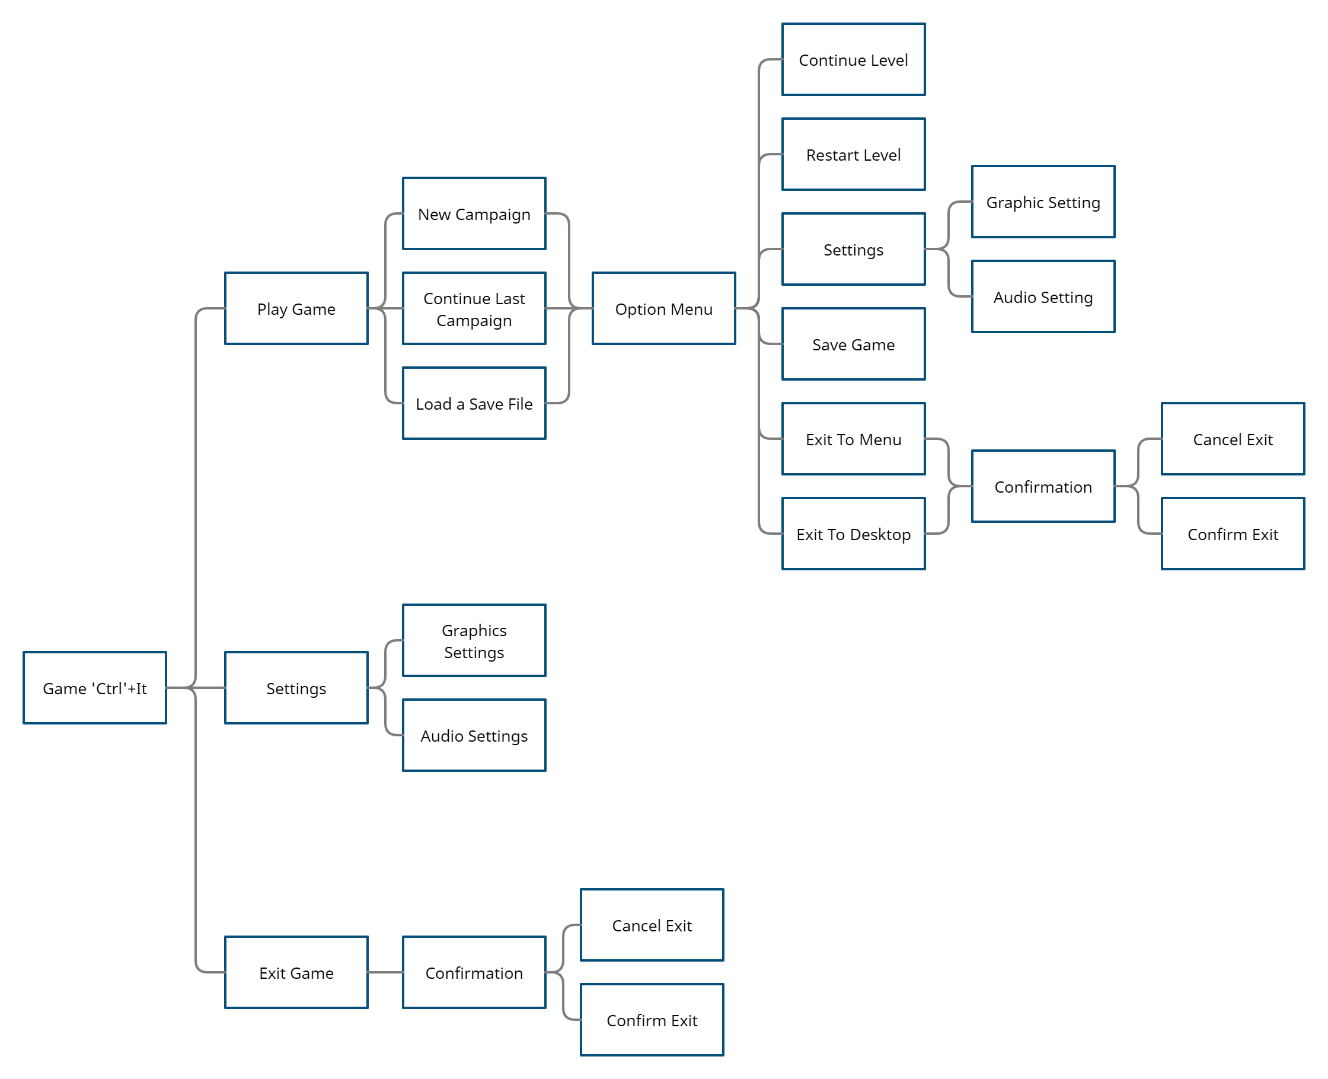 Continue Level
Restart Level
Graphic Setting
New Campaign
Settings
Audio Setting
Play Game
Continue Last
Campaign
Option Menu
Save Game
Load a Save File
Exit To Menu
Cancel Exit
Confirmation
Exit To Desktop
Confirm Exit
Graphics
Settings
Game 'Ctrl'+It
Settings
Audio Settings
Cancel Exit
Exit Game
Confirmation
Confirm Exit